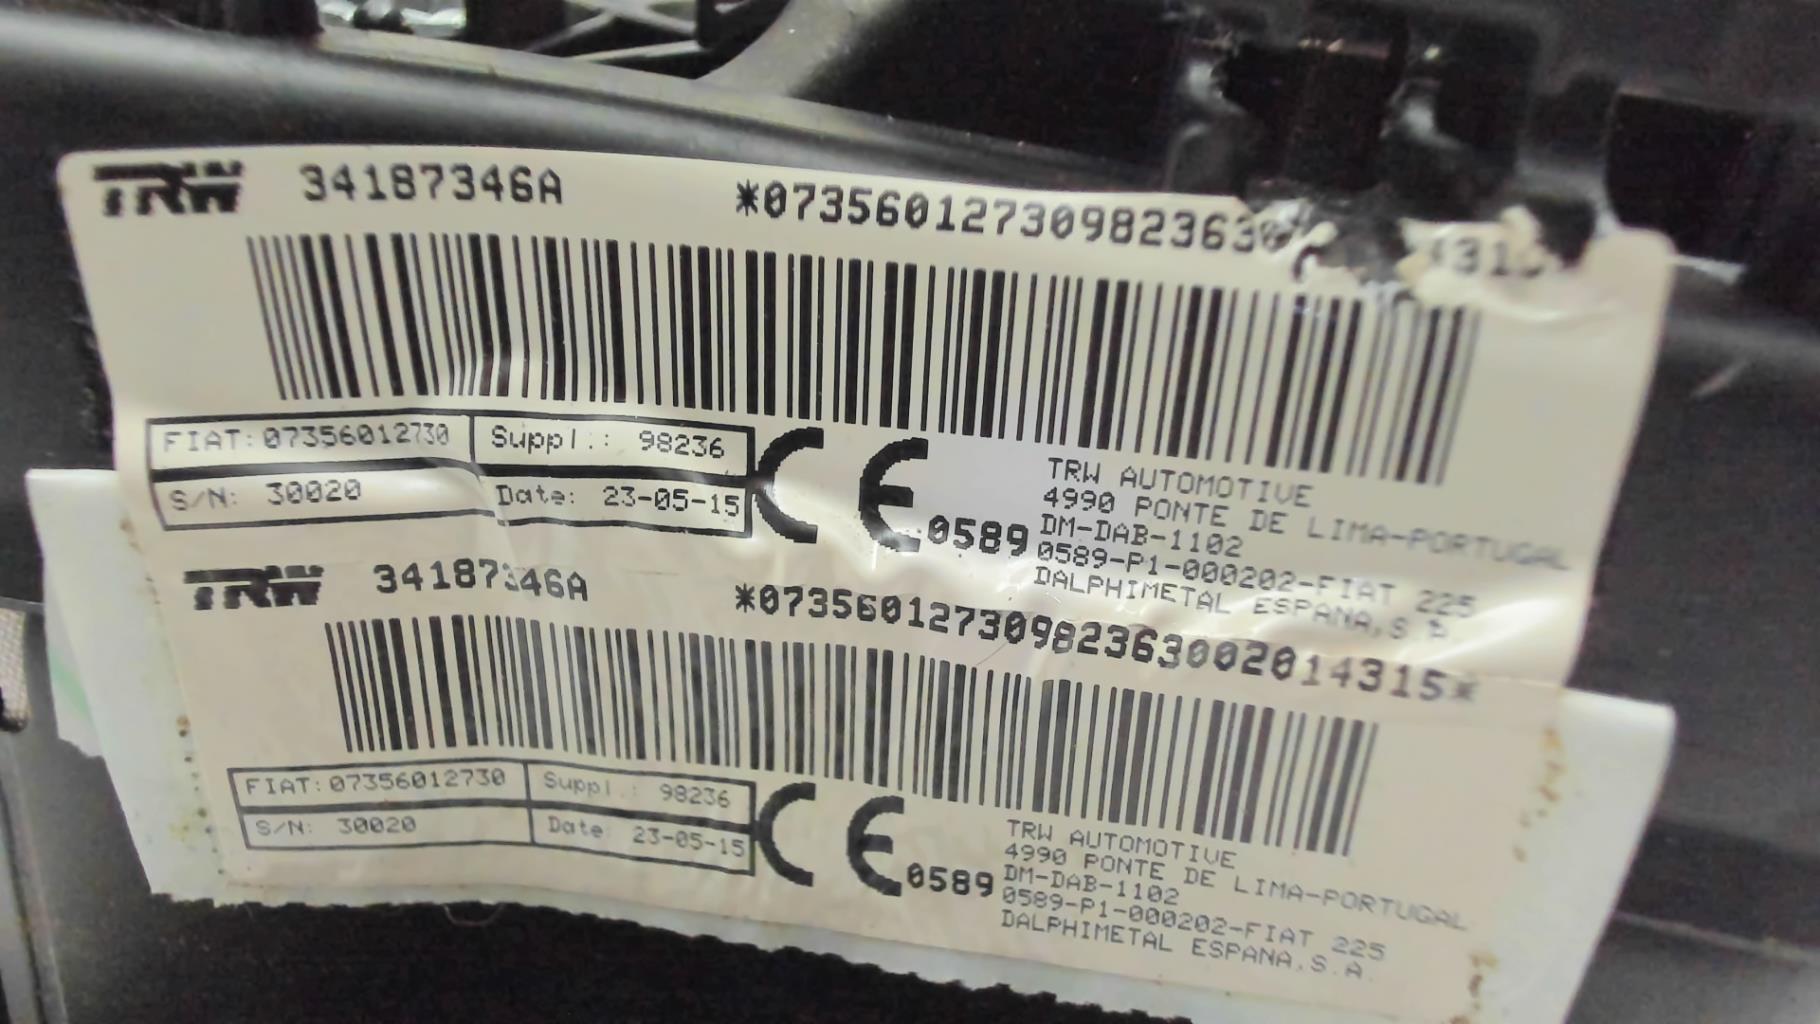 TRW 34187346A *073560127309823630
FIAT:07356012730 Suppl.: 98236
S/N: 30020 Date: 23-05-15
CE 0589
TRW AUTOMOTIVE
4990 PONTE DE LIMA-PORTUGAL
DM-DAB-1102
0589-P1-000202-FIAT 225
DALPHIMETAL ESPANA,S.A.
TRW 34187346A *07356012730982363002014315*
FIAT:07356012730 Suppl.: 98236
S/N: 30020 Date: 23-05-15
CE 0589
TRW AUTOMOTIVE
4990 PONTE DE LIMA-PORTUGAL
DM-DAB-1102
0589-P1-000202-FIAT 225
DALPHIMETAL ESPANA,S.A.